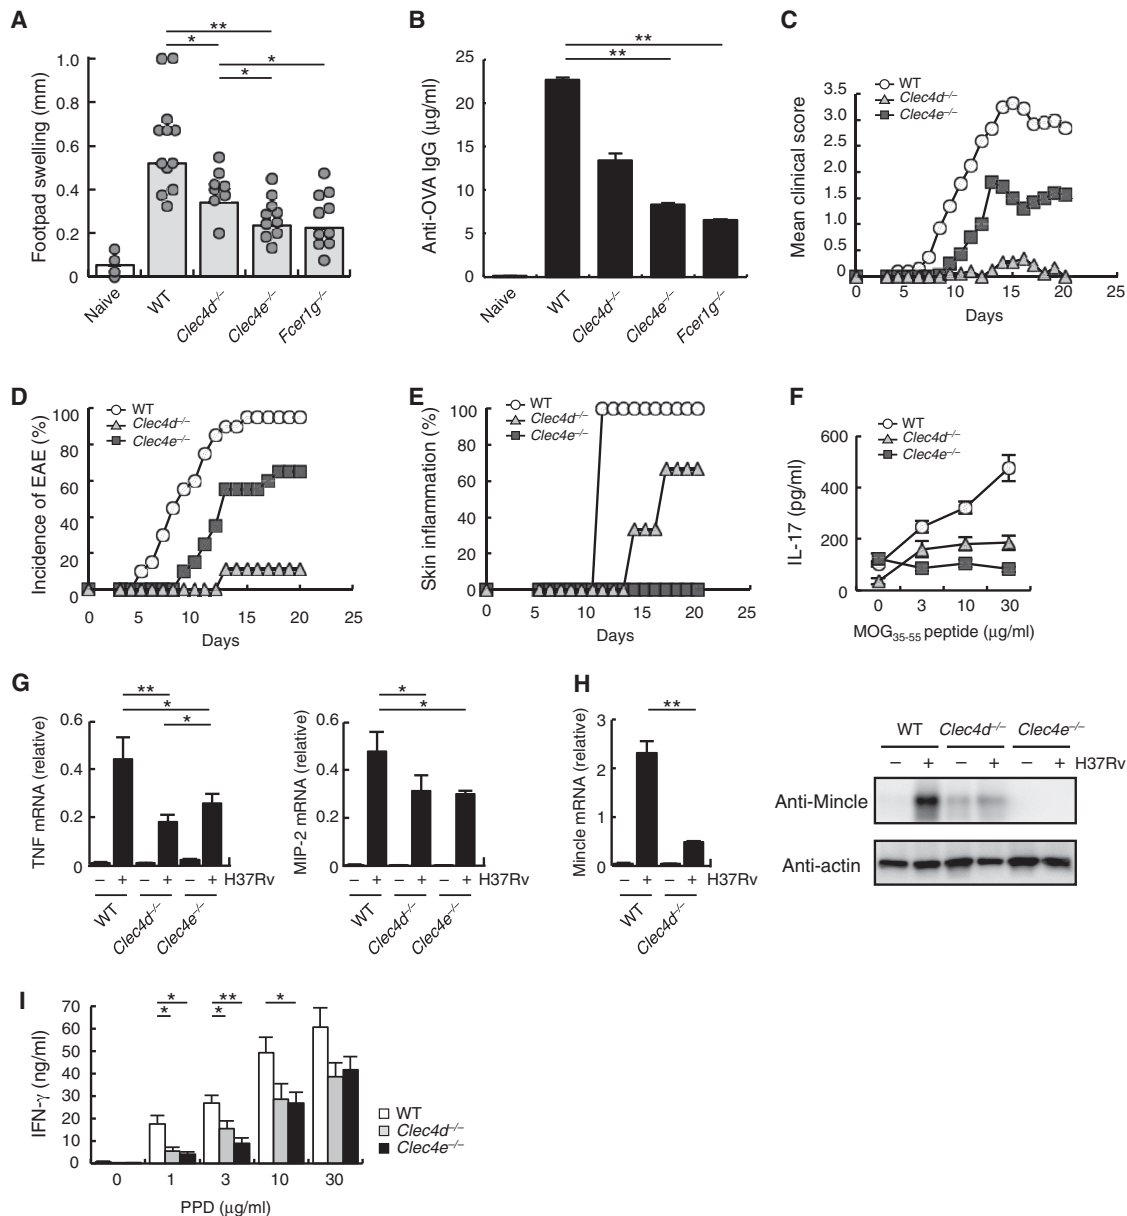 A
**
*
*
*
Footpad swelling (mm)
1.0
0.8
0.6
0.4
0.2
0
Naive
WT
Clec4d–/–
Clec4e–/–
Fcer1g–/–
B
**
**
Anti-OVA IgG (μg/ml)
25
20
15
10
5
0
Naive
WT
Clec4d–/–
Clec4e–/–
Fcer1g–/–
C
WT
Clec4d–/–
Clec4e–/–
Mean clinical score
3.5
3.0
2.5
2.0
1.5
1.0
0.5
0
0 5 10 15 20 25
Days
D
WT
Clec4d–/–
Clec4e–/–
Incidence of EAE (%)
100
80
60
40
20
0
0 5 10 15 20 25
Days
E
WT
Clec4d–/–
Clec4e–/–
Skin inflammation (%)
100
80
60
40
20
0
0 5 10 15 20 25
Days
F
WT
Clec4d–/–
Clec4e–/–
IL-17 (pg/ml)
600
400
200
0
0 3 10 30
MOG35-55 peptide (μg/ml)
G
**
*
*
TNF mRNA (relative)
0.6
0.4
0.2
0
– + – + – + H37Rv
WT
Clec4d–/–
Clec4e–/–
*
*
MIP-2 mRNA (relative)
0.6
0.4
0.2
0
– + – + – + H37Rv
WT
Clec4d–/–
Clec4e–/–
H
**
Mincle mRNA (relative)
3
2
1
0
– + – + H37Rv
WT
Clec4d–/–
WT Clec4d–/– Clec4e–/–
– + – + – + H37Rv
Anti-Mincle
Anti-actin
I
* ** *
* *
IFN-γ (ng/ml)
70
60
50
40
30
20
10
0
0 1 3 10 30
PPD (μg/ml)
WT
Clec4d–/–
Clec4e–/–